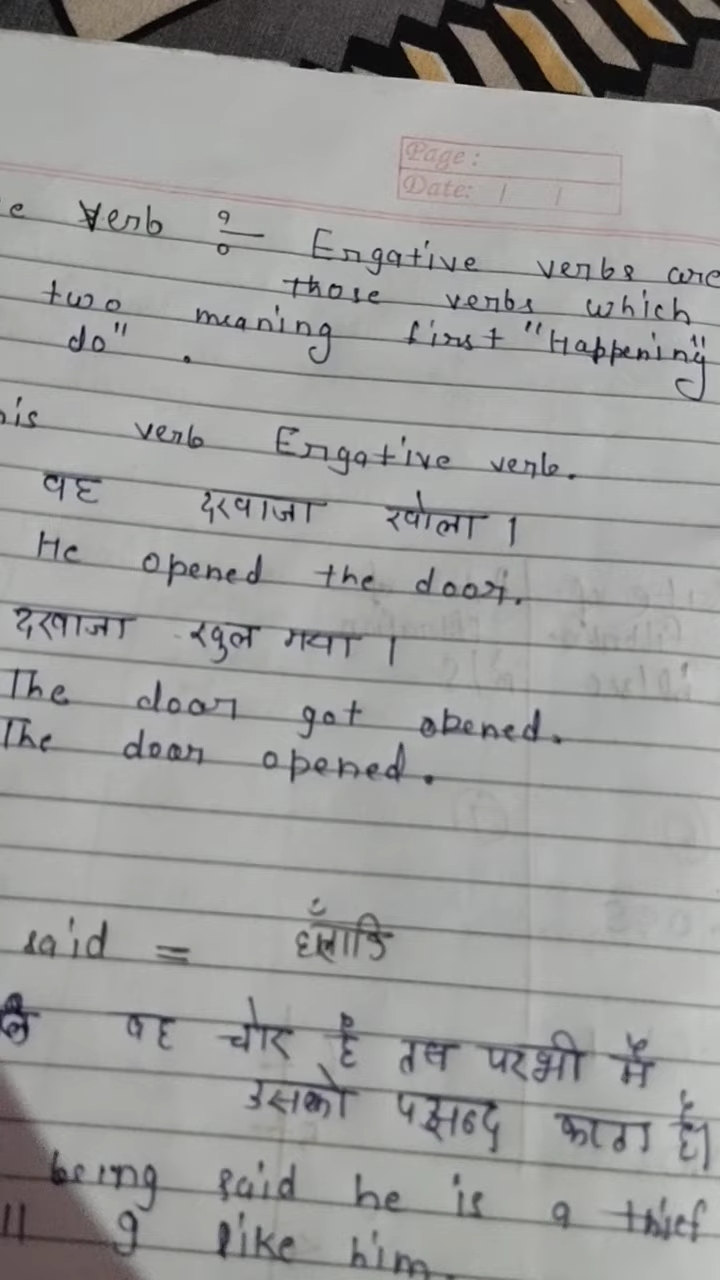 Page :
Date: / /
e Verb :- Ergative verbs are
those verbs which
two meaning first "Happening"
do" .
his verb Ergative verb.
वह दरवाजा खोला ।
He opened the door.
दरवाजा खुल गया ।
The door got opened.
The door opened.
said =
वह चोर है तब परभी मैं
उसको पसन्द करता हूँ।
being said he is a thief
ll I like him.